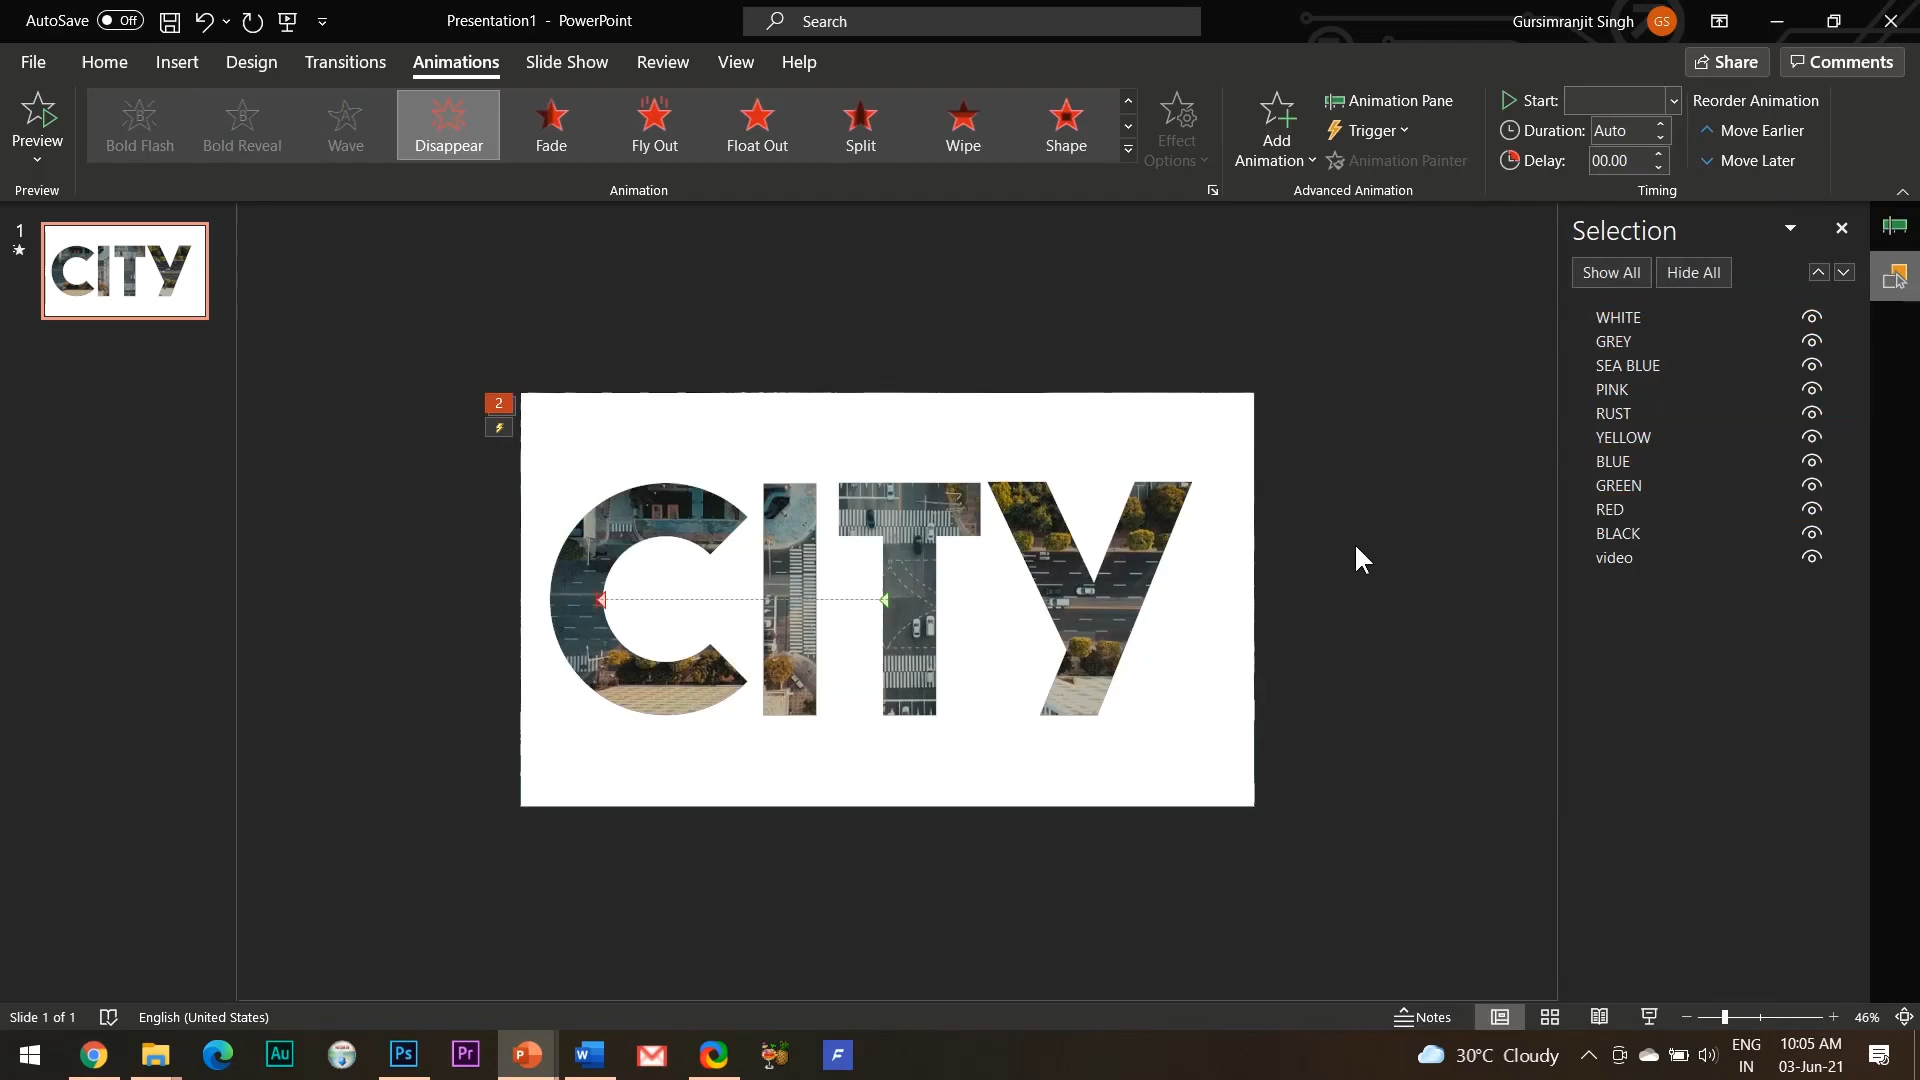 AutoSave Off
Presentation1 - PowerPoint
Search
Gursimranjit Singh GS
File Home Insert Design Transitions Animations Slide Show Review View Help
Share Comments
Preview
Preview
Bold Flash Bold Reveal Wave Disappear Fade Fly Out Float Out Split Wipe Shape
Animation
Effect
Options
Add
Animation
Animation Pane
Trigger
Animation Painter
Advanced Animation
Start:
Duration: Auto
Delay: 00.00
Reorder Animation
Move Earlier
Move Later
Timing
1
CITY
2
CITY
Selection
Show All Hide All
WHITE
GREY
SEA BLUE
PINK
RUST
YELLOW
BLUE
GREEN
RED
BLACK
video
Slide 1 of 1 English (United States)
Notes
46%
Au
Ps
Pr
P
W
F
30°C Cloudy
ENG
IN
10:05 AM
03-Jun-21